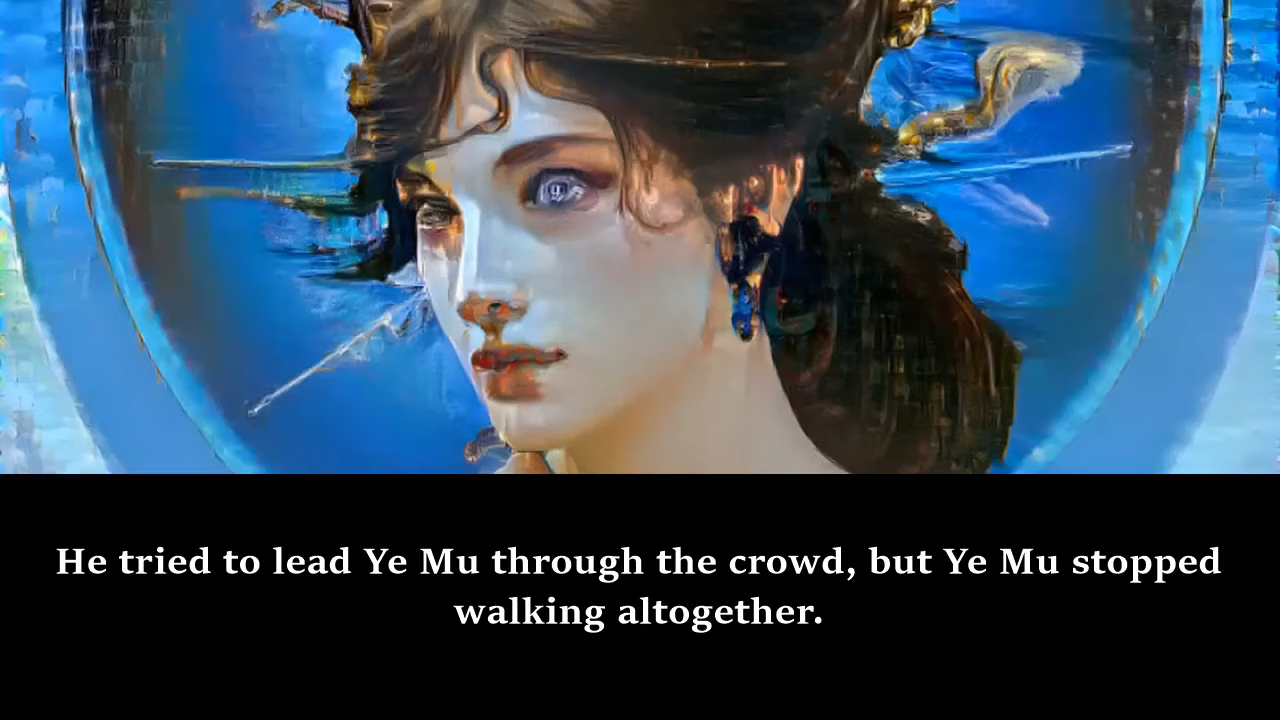 He tried to lead Ye Mu through the crowd, but Ye Mu stopped
walking altogether.